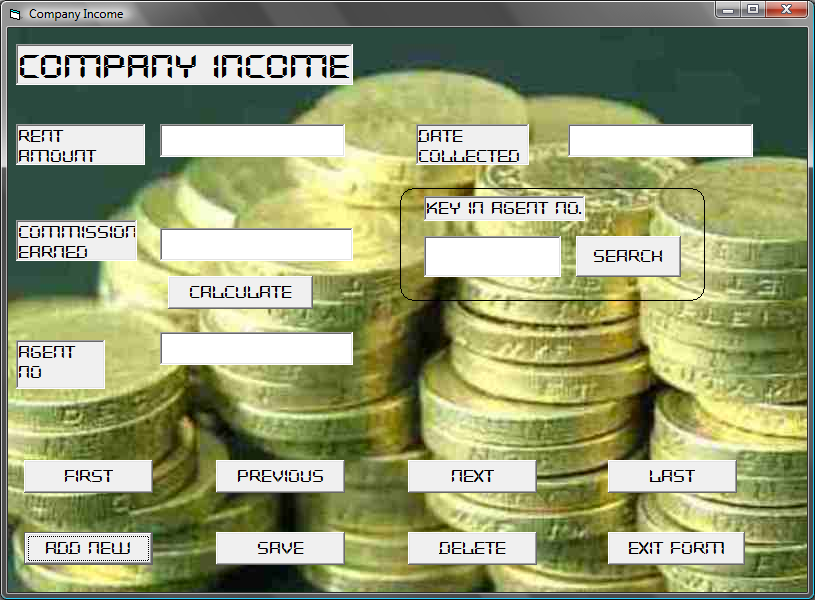 Company Income
COMPANY INCOME
RENT
AMOUNT
DATE
COLLECTED
KEY IN AGENT NO.
COMMISSION
EARNED
SEARCH
CALCULATE
AGENT
NO
FIRST
PREVIOUS
NEXT
LAST
ADD NEW
SAVE
DELETE
EXIT FORM